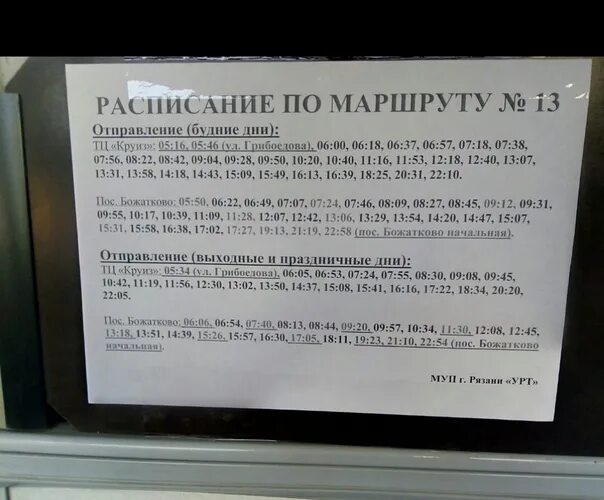 РАСПИСАНИЕ ПО МАРШРУТУ № 13
Отправление (будние дни):
ТЦ «Круиз»: 05:16, 05:46 (ул. Грибоедова), 06:00, 06:18, 06:37, 06:57, 07:18, 07:38,
07:56, 08:22, 08:42, 09:04, 09:28, 09:50, 10:20, 10:40, 11:16, 11:53, 12:18, 12:40, 13:07,
13:31, 13:58, 14:18, 14:43, 15:09, 15:49, 16:13, 16:39, 18:25, 20:31, 22:10.
Пос. Божатково: 05:50, 06:22, 06:49, 07:07, 07:24, 07:46, 08:09, 08:27, 08:45, 09:12, 09:31,
09:55, 10:17, 10:39, 11:09, 11:28, 12:07, 12:42, 13:06, 13:29, 13:54, 14:20, 14:47, 15:07,
15:31, 15:58, 16:38, 17:02, 17:27, 19:13, 21:19, 22:58 (пос. Божатково начальная).
Отправление (выходные и праздничные дни):
ТЦ «Круиз»: 05:34 (ул. Грибоедова), 06:05, 06:53, 07:24, 07:55, 08:30, 09:08, 09:45,
10:42, 11:19, 11:56, 12:30, 13:02, 13:50, 14:37, 15:08, 15:41, 16:16, 17:22, 18:34, 20:20,
22:05.
Пос. Божатково: 06:06, 06:54, 07:40, 08:13, 08:44, 09:20, 09:57, 10:34, 11:30, 12:08, 12:45,
13:18, 13:51, 14:39, 15:26, 15:57, 16:30, 17:05, 18:11, 19:23, 21:10, 22:54 (пос. Божатково
начальная).
МУП г. Рязани «УРТ»